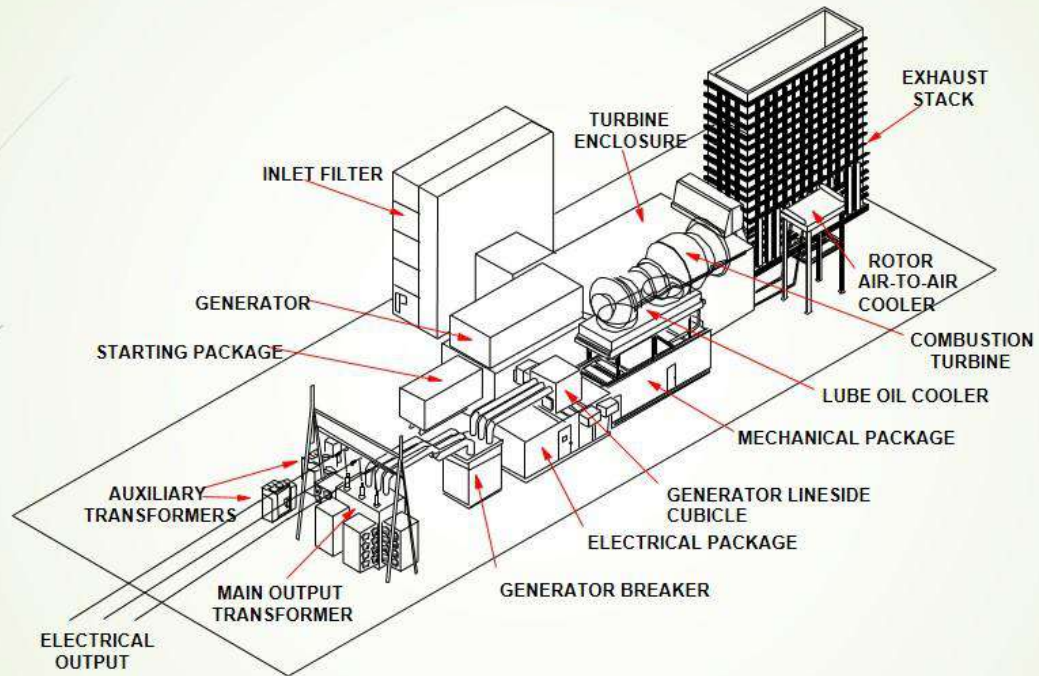 EXHAUST
STACK
TURBINE
ENCLOSURE
INLET FILTER
ROTOR
AIR-TO-AIR
COOLER
GENERATOR
COMBUSTION
TURBINE
STARTING PACKAGE
LUBE OIL COOLER
MECHANICAL PACKAGE
AUXILIARY
TRANSFORMERS
GENERATOR LINESIDE
CUBICLE
ELECTRICAL PACKAGE
MAIN OUTPUT
TRANSFORMER
GENERATOR BREAKER
ELECTRICAL
OUTPUT